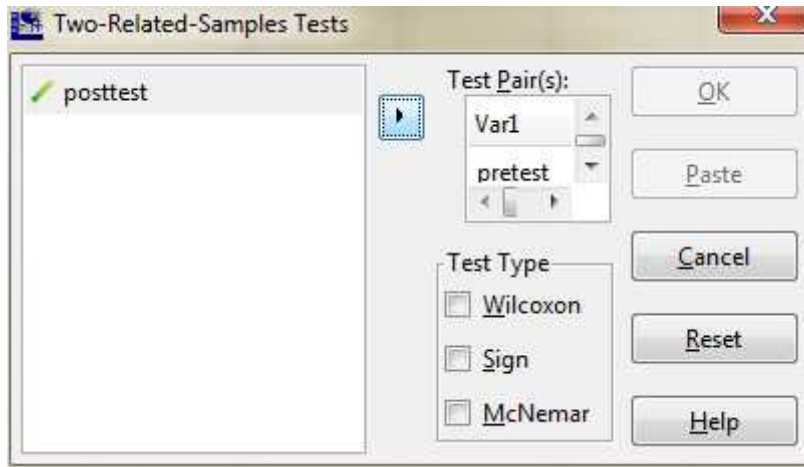 Two-Related-Samples Tests
posttest
Test Pair(s):
Var1
pretest
Test Type
Wilcoxon
Sign
McNemar
OK
Paste
Cancel
Reset
Help